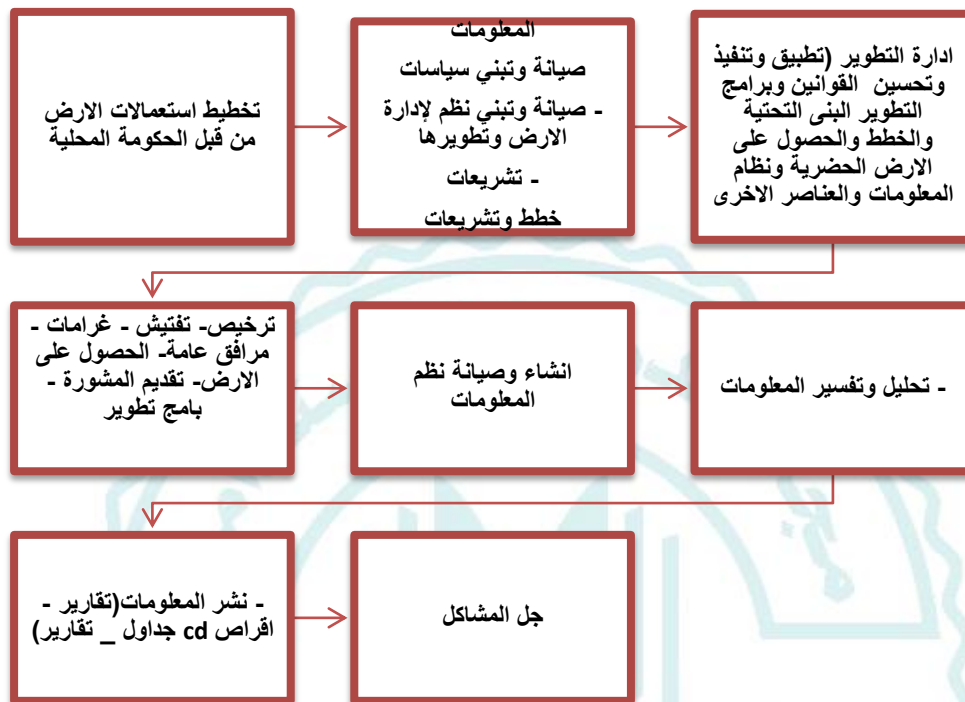 تخطيط استعمالات الارض
من قبل الحكومة المحلية
المعلومات
صيانة وتبني سياسات
- صيانة وتبني نظم لإدارة
الارض وتطويرها
- تشريعات
خطط وتشريعات
ادارة التطوير (تطبيق وتنفيذ
وتحسين القوانين وبرامج
التطوير البنى التحتية
والخطط والحصول على
الارض الحضرية ونظام
المعلومات والعناصر الاخرى
ترخيص- تفتيش - غرامات -
مرافق عامة- الحصول على
الارض- تقديم المشورة -
بامج تطوير
انشاء وصيانة نظم
المعلومات
- تحليل وتفسير المعلومات
- نشر المعلومات(تقارير -
اقراص cd جداول _ تقارير)
جل المشاكل